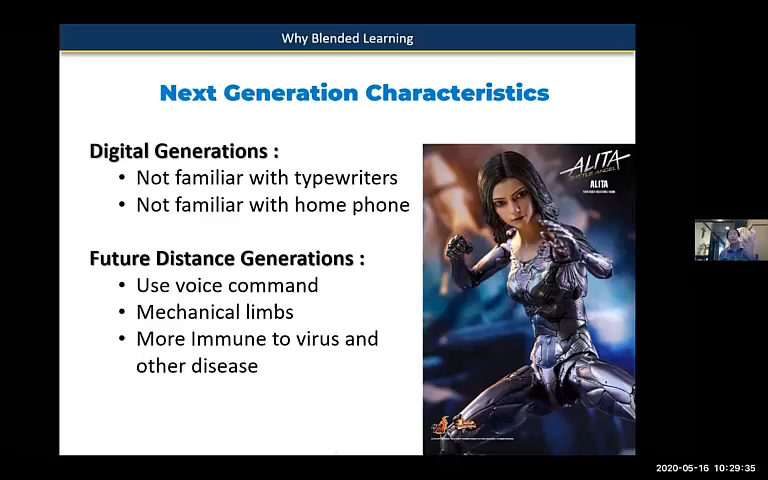 Why Blended Learning
Next Generation Characteristics
Digital Generations :
• Not familiar with typewriters
• Not familiar with home phone
Future Distance Generations :
• Use voice command
• Mechanical limbs
• More Immune to virus and
other disease
ALITA
BATTLE ANGEL
ALITA
2020-05-16 10:29:35